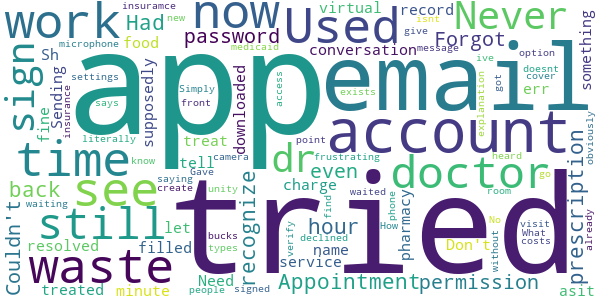 insuramce
virtual
record
new
isnt
work
now
Used
Never
Had
food
microphone
medicaid
password
conversation
Forgot
give
message
option
something
sign
Sh
Sending
settings
insurance
says
fine
supposedly
app
downloaded
Simply
front
access
email
exists
err
ive
explanation
got
doesnt
cover
literally
treat
account
obviously
time
tell
dr
point
camera
frustrating
know
Gave
even
doctor
heard
go
prescription
see
saying
create
unity
recognize
charge
waited
find
phone
room
back
waiting
still
let
bucks
types
hour
verify
declined
How
pharmacy
No
Don't
without
visit
What
costs
already
Couldn't
resolved
filled
Need
name
service
waste
tried
treated
minute
people
signed
Appointment
permission
asit